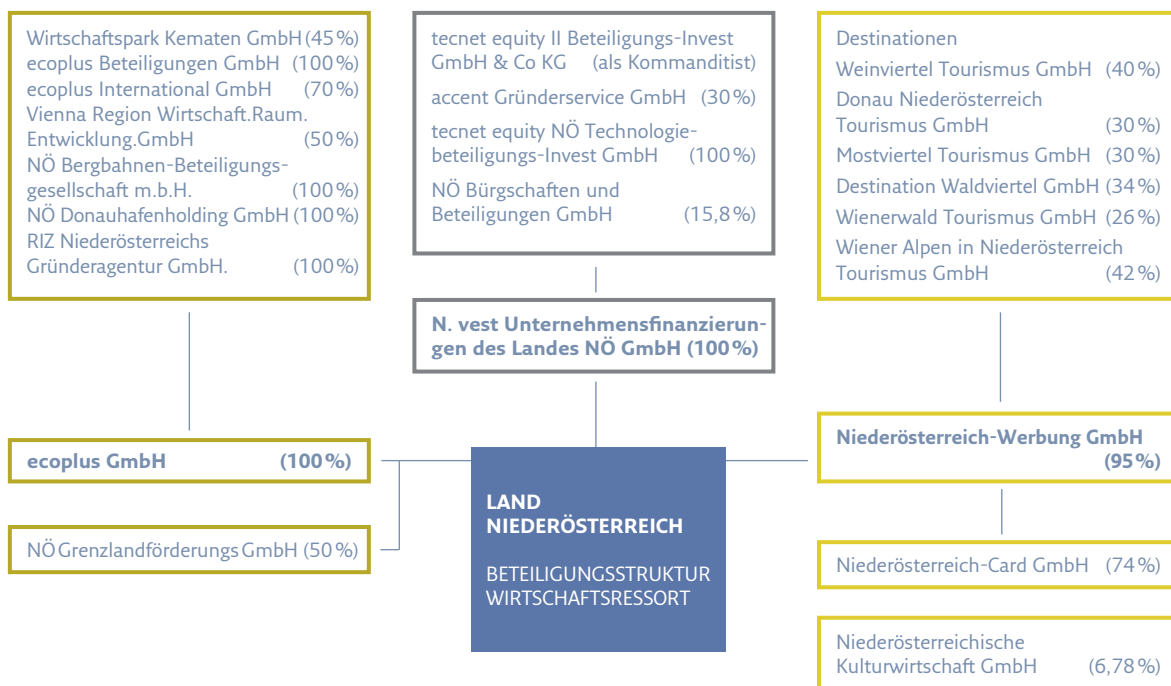 Wirtschaftspark Kematen GmbH (45 %)
ecoplus Beteiligungen GmbH (100 %)
ecoplus International GmbH (70 %)
Vienna Region Wirtschaft.Raum.
Entwicklung.GmbH (50 %)
NÖ Bergbahnen-Beteiligungs-
gesellschaft m.b.H. (100 %)
NÖ Donauhafenholding GmbH (100 %)
RIZ Niederösterreichs
Gründeragentur GmbH. (100 %)
tecnet equity II Beteiligungs-Invest
GmbH & Co KG (als Kommanditist)
accent Gründerservice GmbH (30 %)
tecnet equity NÖ Technologie-
beteiligungs-Invest GmbH (100 %)
NÖ Bürgschaften und
Beteiligungen GmbH (15,8 %)
Destinationen
Weinviertel Tourismus GmbH (40 %)
Donau Niederösterreich
Tourismus GmbH (30 %)
Mostviertel Tourismus GmbH (30 %)
Destination Waldviertel GmbH (34 %)
Wienerwald Tourismus GmbH (26 %)
Wiener Alpen in Niederösterreich
Tourismus GmbH (42 %)
N. vest Unternehmensfinanzierun-
gen des Landes NÖ GmbH (100 %)
ecoplus GmbH (100 %)
NÖ Grenzlandförderungs GmbH (50 %)
LAND
NIEDERÖSTERREICH
BETEILIGUNGSSTRUKTUR
WIRTSCHAFTSRESSORT
Niederösterreich-Werbung GmbH
(95 %)
Niederösterreich-Card GmbH (74 %)
Niederösterreichische
Kulturwirtschaft GmbH (6,78 %)